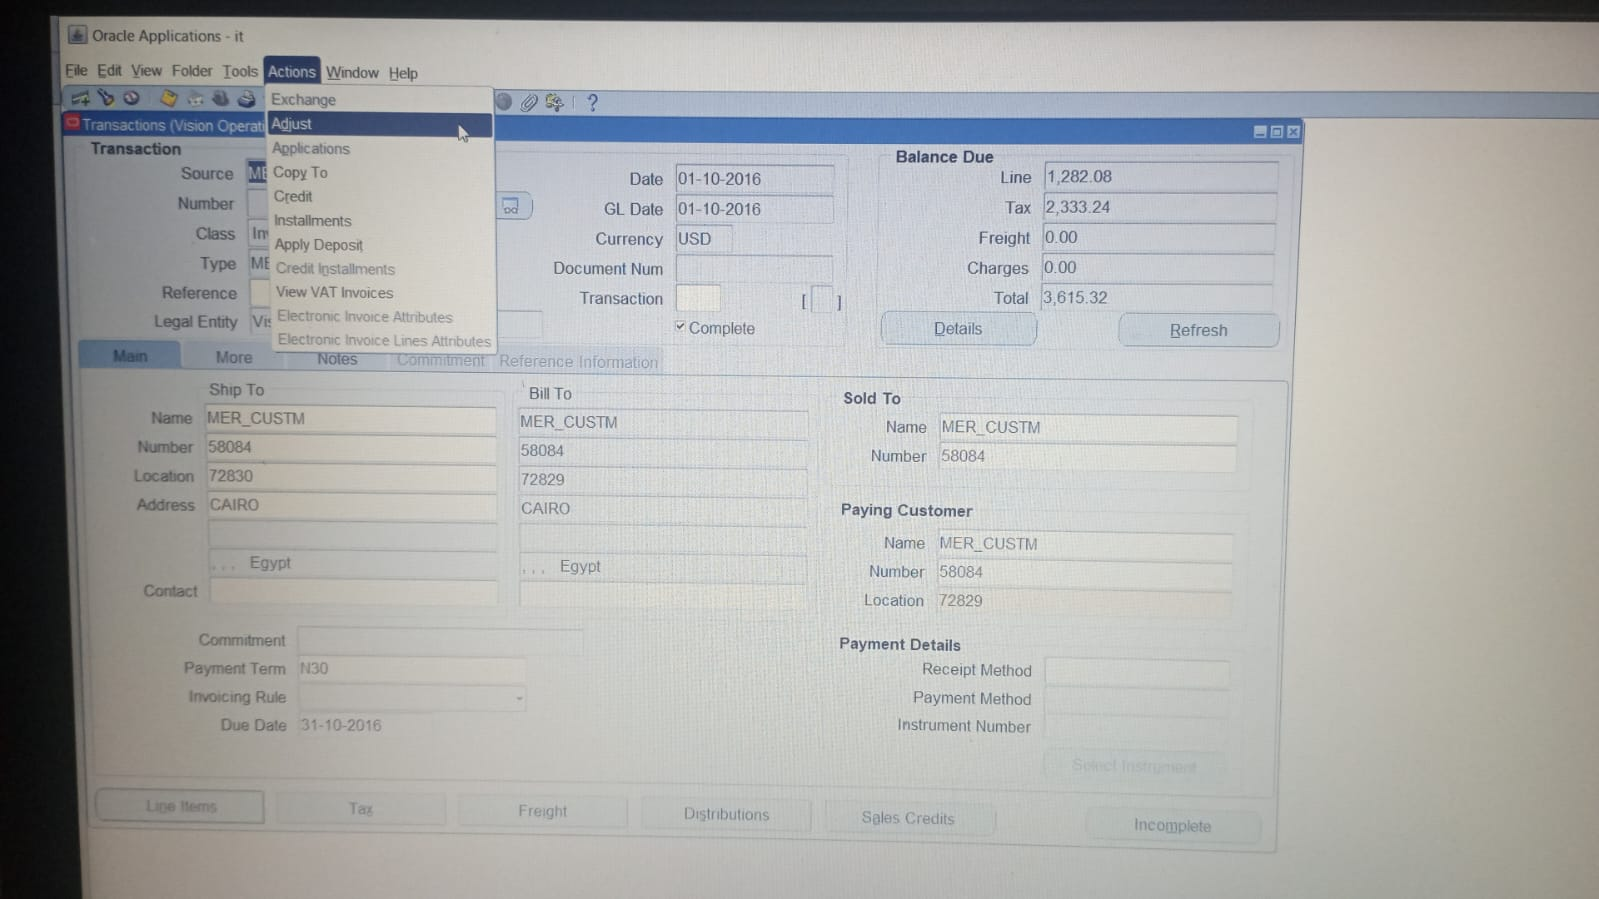 Oracle Applications - it
File Edit View Folder Tools Actions Window Help
Exchange
Adjust
Applications
Copy To
Credit
Installments
Apply Deposit
Credit Installments
View VAT Invoices
Electronic Invoice Attributes
Electronic Invoice Lines Attributes
Transactions (Vision Operati
Transaction
Source ME
Number
Class Inv
Type ME
Reference
Legal Entity Vis
Date 01-10-2016
GL Date 01-10-2016
Currency USD
Document Num
Transaction [ ]
Complete
Balance Due
Line 1,282.08
Tax 2,333.24
Freight 0.00
Charges 0.00
Total 3,615.32
Details Refresh
Main More Notes Commitment Reference Information
Ship To
Name MER_CUSTM
Number 58084
Location 72830
Address CAIRO
, , , Egypt
Contact
Bill To
MER_CUSTM
58084
72829
CAIRO
, , , Egypt
Sold To
Name MER_CUSTM
Number 58084
Paying Customer
Name MER_CUSTM
Number 58084
Location 72829
Commitment
Payment Term N30
Invoicing Rule
Due Date 31-10-2016
Payment Details
Receipt Method
Payment Method
Instrument Number
Select Instrument
Line Items Tax Freight Distributions Sales Credits Incomplete